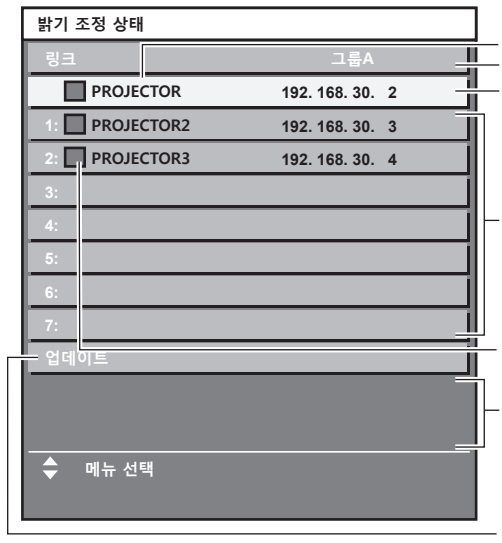 밝기 조정 상태
링크 그룹A
PROJECTOR 192. 168. 30. 2
1: PROJECTOR2 192. 168. 30. 3
2: PROJECTOR3 192. 168. 30. 4
3:
4:
5:
6:
7:
업데이트
메뉴 선택